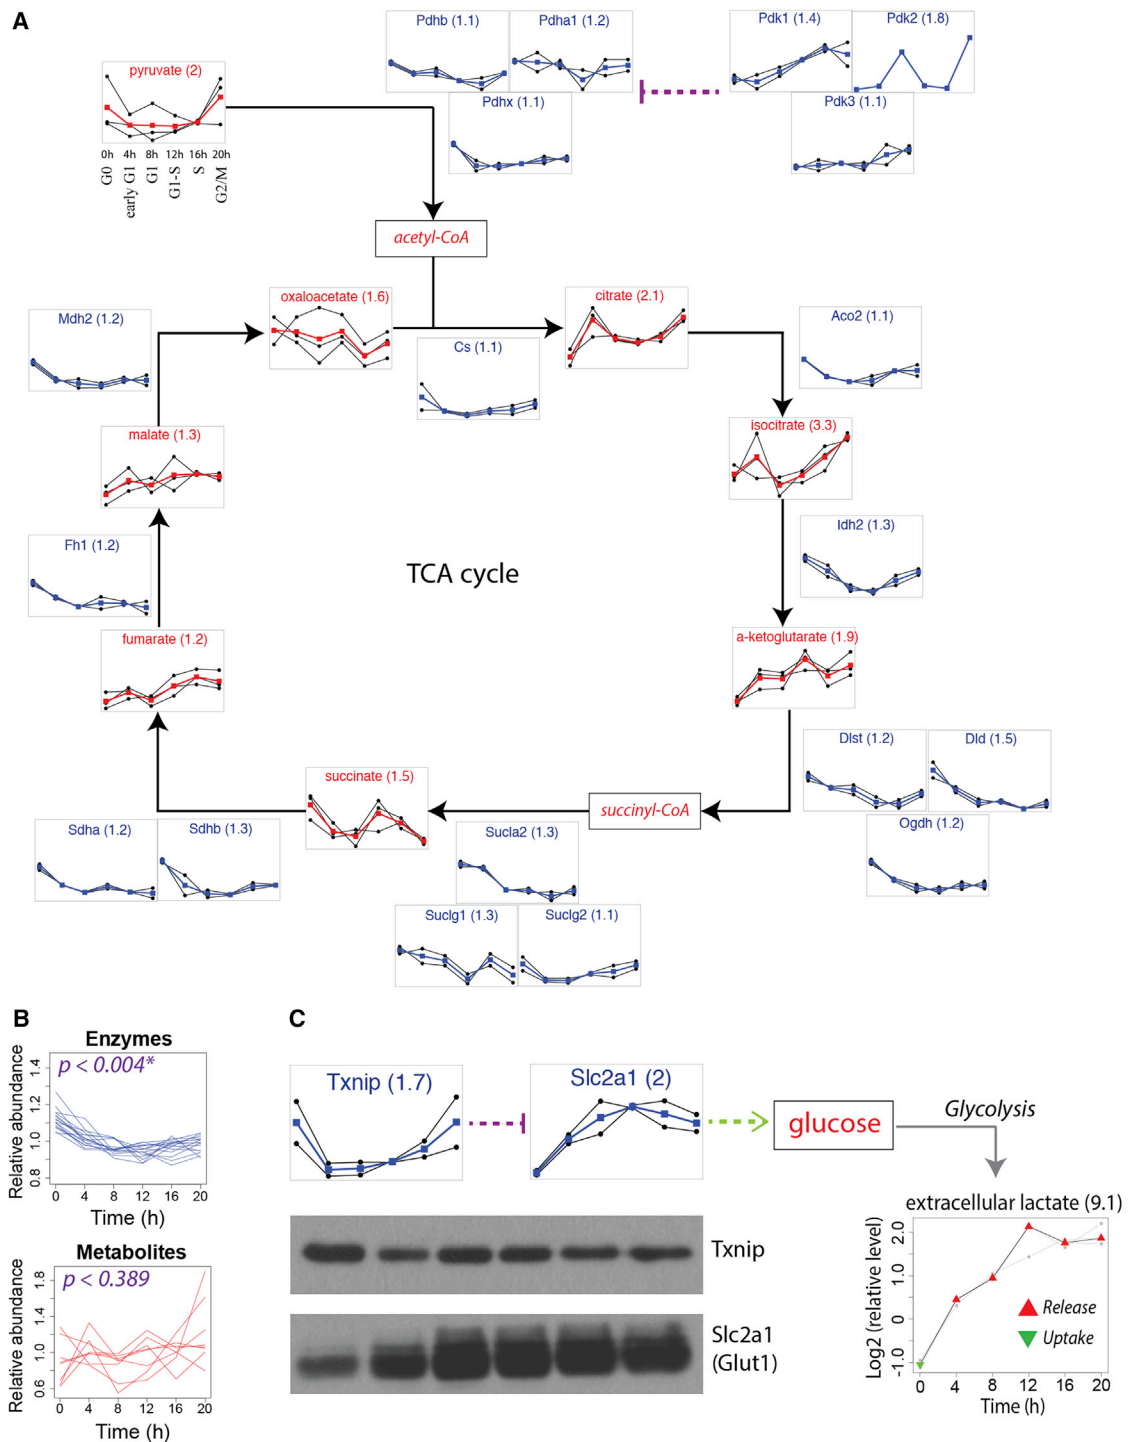 A
Pdhb (1.1)
Pdha1 (1.2)
Pdk1 (1.4)
Pdk2 (1.8)
pyruvate (2)
Pdhx (1.1)
Pdk3 (1.1)
0h 4h 8h 12h 16h 20h
G0
early G1
G1
G1-S
S
G2/M
acetyl-CoA
oxaloacetate (1.6)
citrate (2.1)
Mdh2 (1.2)
Cs (1.1)
Aco2 (1.1)
malate (1.3)
isocitrate (3.3)
Fh1 (1.2)
TCA cycle
Idh2 (1.3)
fumarate (1.2)
a-ketoglutarate (1.9)
Dlst (1.2)
Dld (1.5)
succinate (1.5)
succinyl-CoA
Sdha (1.2)
Sdhb (1.3)
Sucla2 (1.3)
Ogdh (1.2)
Suclg1 (1.3)
Suclg2 (1.1)
B
Enzymes
p < 0.004*
Relative abundance
1.4
1.2
1.0
0.8
0 4 8 12 16 20
Time (h)
Metabolites
p < 0.389
Relative abundance
1.8
1.4
1.0
0.6
0 4 8 12 16 20
Time (h)
C
Txnip (1.7)
Slc2a1 (2)
glucose
Glycolysis
Txnip
Slc2a1
(Glut1)
extracellular lactate (9.1)
Log2 (relative level)
2.0
1.0
0
-1.0
Release
Uptake
0 4 8 12 16 20
Time (h)